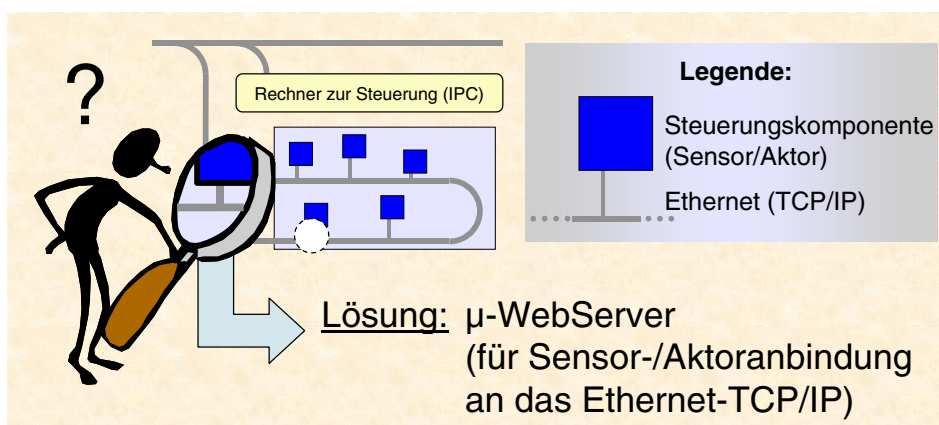 ?
Rechner zur Steuerung (IPC)
Legende:
Steuerungskomponente
(Sensor/Aktor)
Ethernet (TCP/IP)
Lösung: µ-WebServer
(für Sensor-/Aktoranbindung
an das Ethernet-TCP/IP)